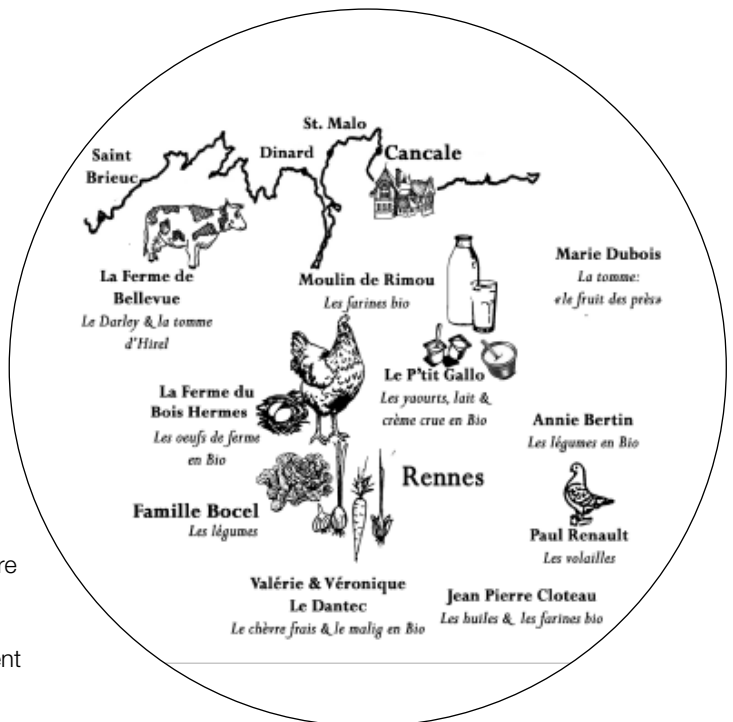 St. Malo
Saint
Brieuc
Dinard
Cancale
La Ferme de
Bellevue
Le Darley & la tomme
d'Hirel
Moulin de Rimou
Les farines bio
Marie Dubois
La tomme:
«le fruit des près»
Le P'tit Gallo
Les yaourts, lait &
crème crue en Bio
La Ferme du
Bois Hermes
Les oeufs de ferme
en Bio
Annie Bertin
Les légumes en Bio
Rennes
Famille Bocel
Les légumes
Paul Renault
Les volailles
Valérie & Véronique
Le Dantec
Le chèvre frais & le malig en Bio
Jean Pierre Cloteau
Les huiles & les farines bio
re
ent